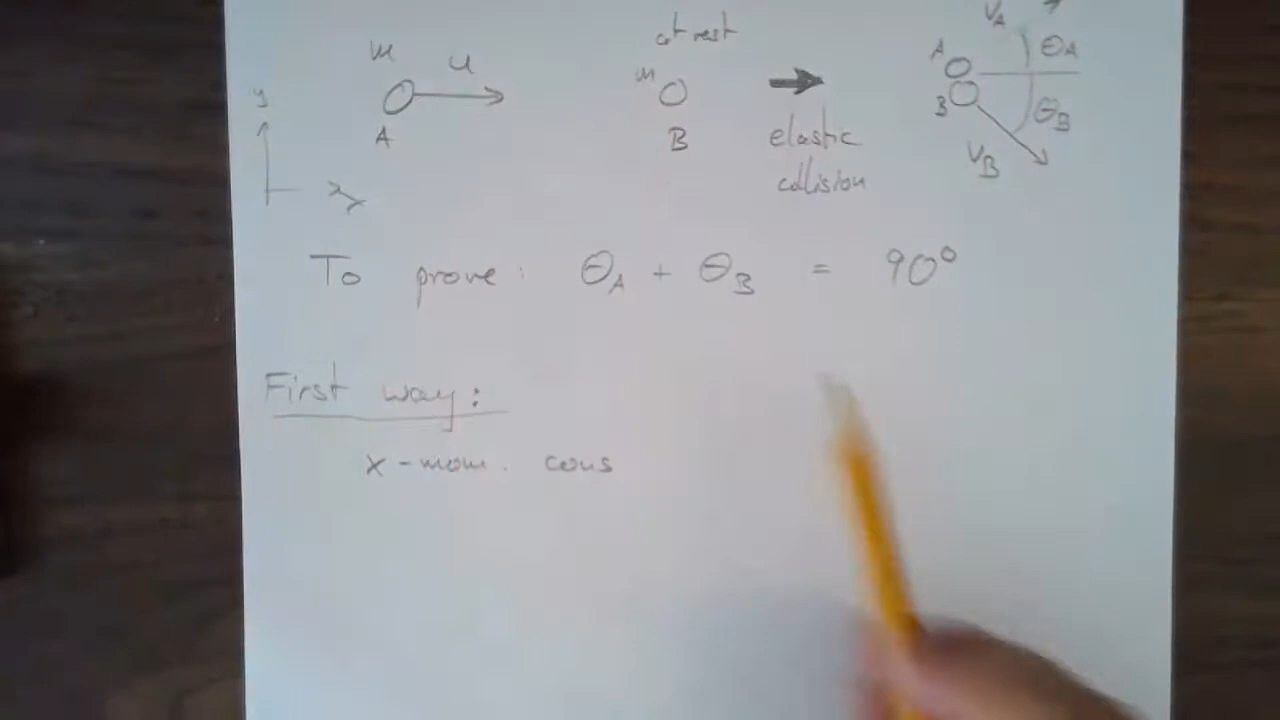 m u
A
y
x
at rest
m
B
elastic
collision
V_A
A θ_A
B θ_B
V_B
To prove: θ_A + θ_B = 90°
First way:
x-mom. cons